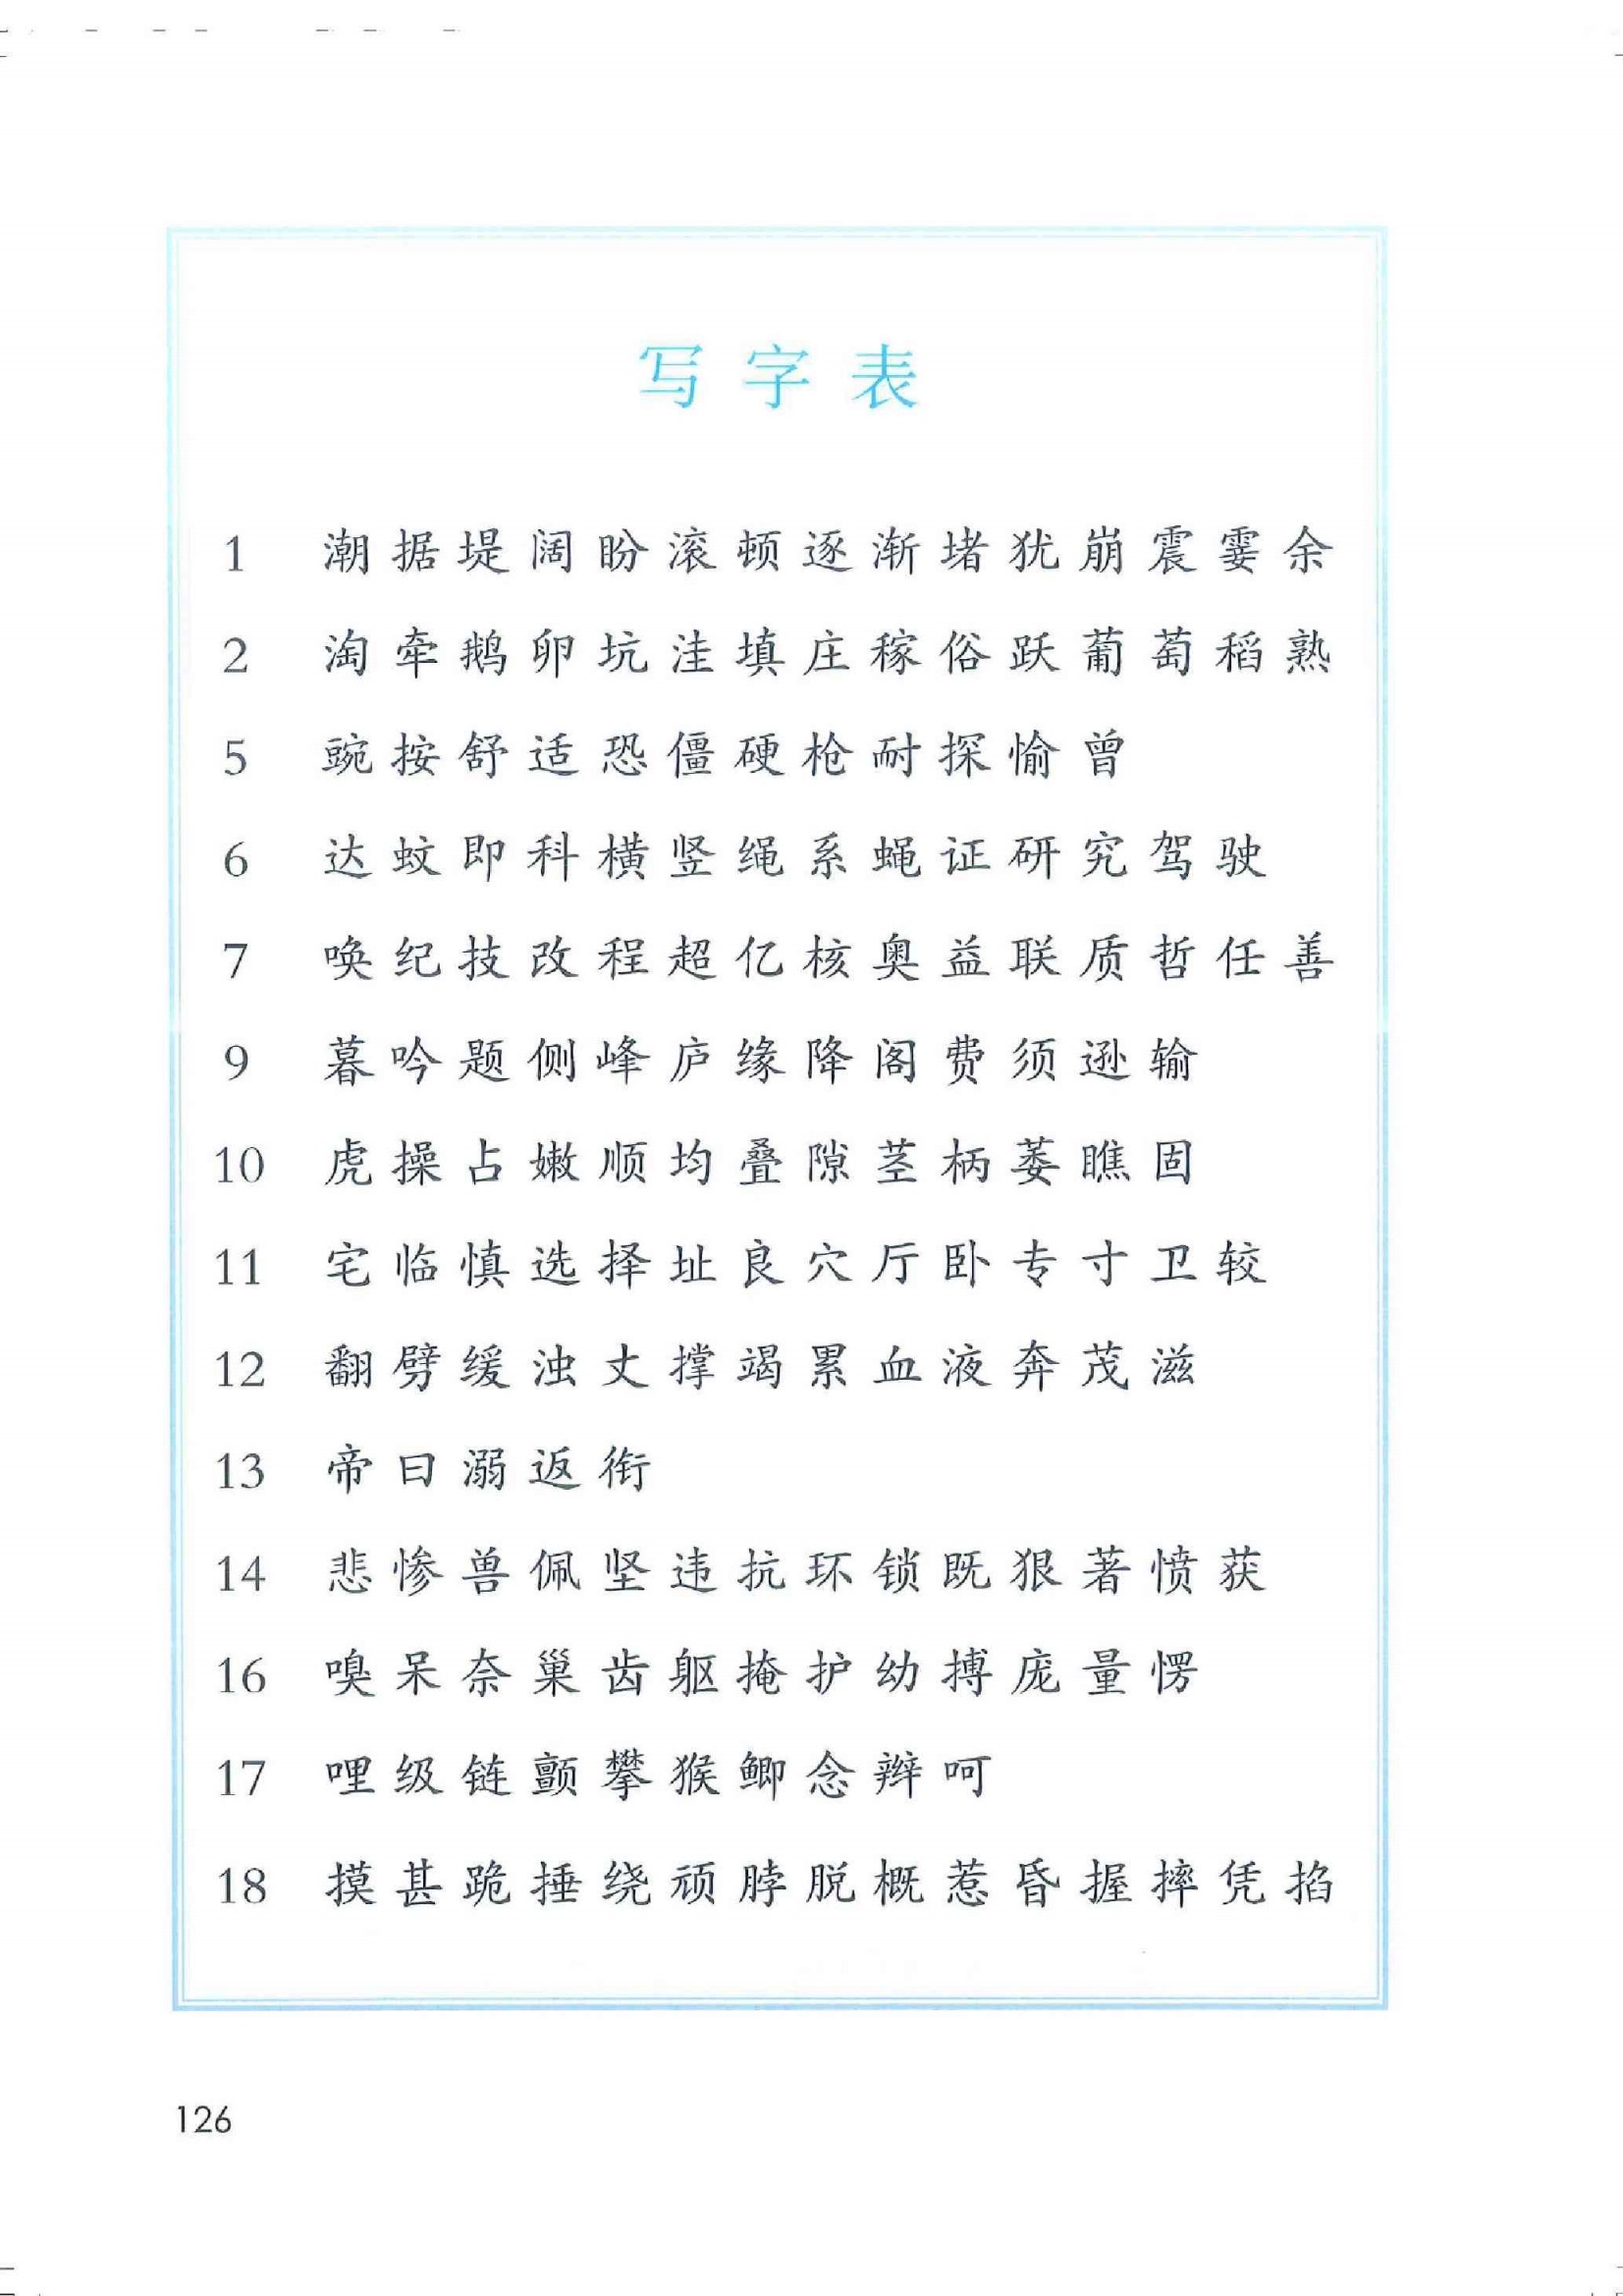 写字表
1 潮据堤阔盼滚顿逐渐堵犹崩震霎余
2 淘牵鹅卵坑洼填庄稼俗跃葡萄稻熟
5 豌按舒适恐僵硬枪耐探愉曾
6 达蚊即科横竖绳系蝇证研究驾驶
7 唤纪技改程超亿核奥益联质哲任善
9 暮吟题侧峰庐缘降阁费须逊输
10 虎操占嫩顺均叠隙茎柄萎瞧固
11 宅临慎选择址良穴厅卧专寸卫较
12 翻劈缓浊丈撑竭累血液奔茂滋
13 帝曰溺返衔
14 悲惨兽佩坚违抗环锁既狠著愤获
16 嗅呆奈巢齿躯掩护幼搏庞量愣
17 哩级链颤攀猴鲫念辫呵
18 摸甚跪捶绕顽脖脱概惹昏握摔凭掐
126